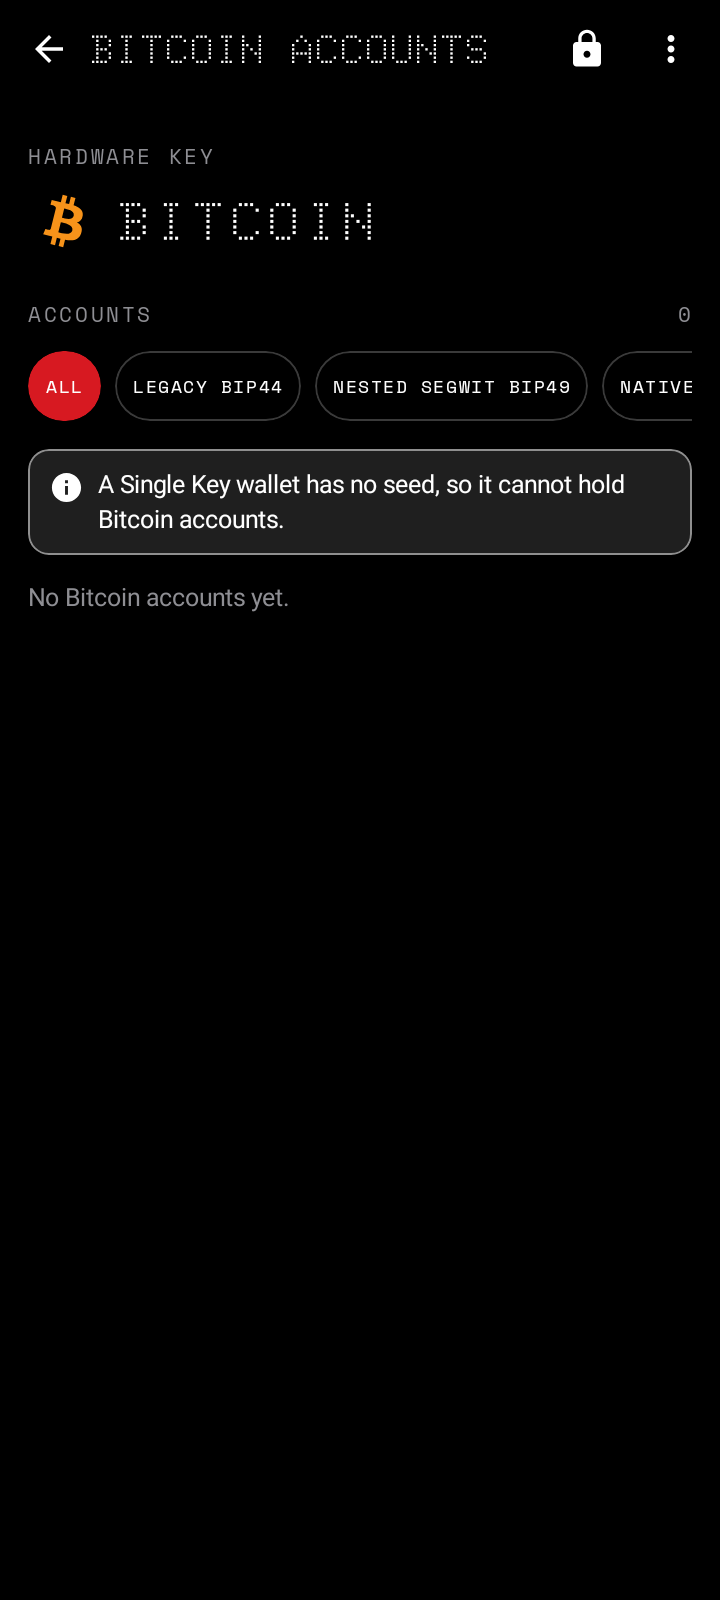 BITCOIN ACCOUNTS
HARDWARE KEY
BITCOIN
ACCOUNTS 0
ALL LEGACY BIP44 NESTED SEGWIT BIP49 NATIVE
A Single Key wallet has no seed, so it cannot hold
Bitcoin accounts.
No Bitcoin accounts yet.